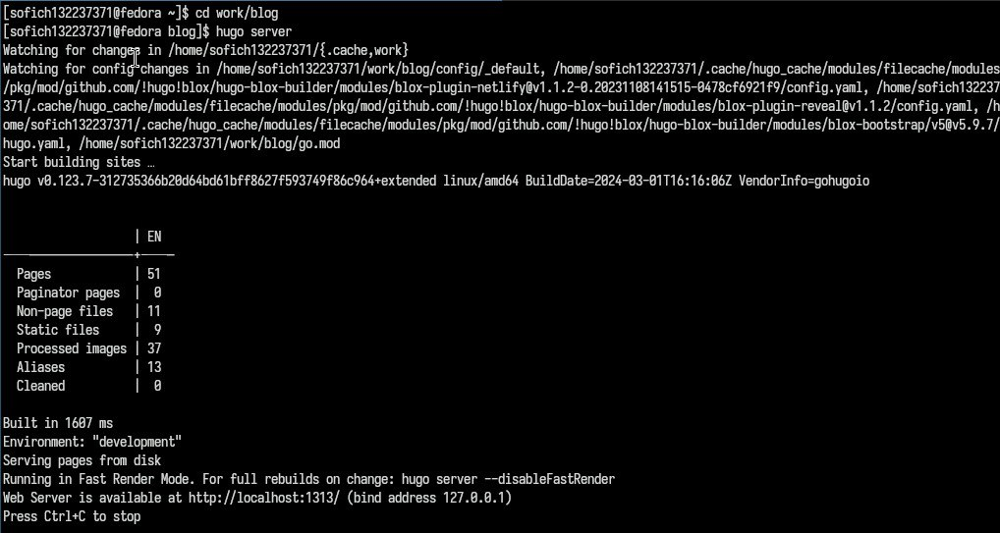 [sofich132237371@fedora ~]$ cd work/blog
[sofich132237371@fedora blog]$ hugo server
Watching for changes in /home/sofich132237371/{.cache,work}
Watching for config changes in /home/sofich132237371/work/blog/config/_default, /home/sofich132237371/.cache/hugo_cache/modules/filecache/modules
/pkg/mod/github.com/!hugo!blox/hugo-blox-builder/modules/blox-plugin-netlify@v1.1.2-0.20231108141515-0478cf6921f9/config.yaml, /home/sofich132237
371/.cache/hugo_cache/modules/filecache/modules/pkg/mod/github.com/!hugo!blox/hugo-blox-builder/modules/blox-plugin-reveal@v1.1.2/config.yaml, /h
ome/sofich132237371/.cache/hugo_cache/modules/filecache/modules/pkg/mod/github.com/!hugo!blox/hugo-blox-builder/modules/blox-bootstrap/v5@v5.9.7/
hugo.yaml, /home/sofich132237371/work/blog/go.mod
Start building sites …
hugo v0.123.7-312735366b20d64bd61bff8627f593749f86c964+extended linux/amd64 BuildDate=2024-03-01T16:16:06Z VendorInfo=gohugoio
| EN
-------------------+-----
Pages | 51
Paginator pages | 0
Non-page files | 11
Static files | 9
Processed images | 37
Aliases | 13
Cleaned | 0
Built in 1607 ms
Environment: "development"
Serving pages from disk
Running in Fast Render Mode. For full rebuilds on change: hugo server --disableFastRender
Web Server is available at http://localhost:1313/ (bind address 127.0.0.1)
Press Ctrl+C to stop